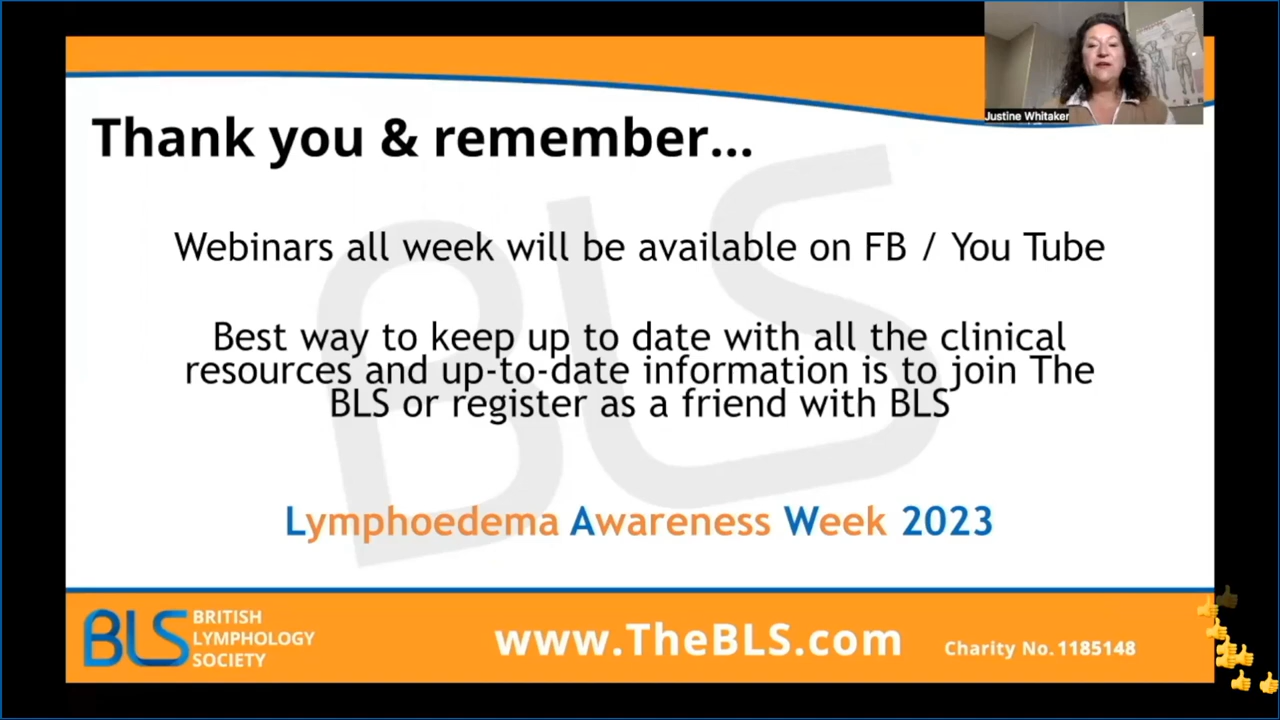 Justine Whitaker
Thank you & remember...
Webinars all week will be available on FB / You Tube
Best way to keep up to date with all the clinical
resources and up-to-date information is to join The
BLS or register as a friend with BLS
Lymphoedema Awareness Week 2023
BLS
BRITISH
LYMPHOLOGY
SOCIETY
www.TheBLS.com
Charity No. 1185148
BLS